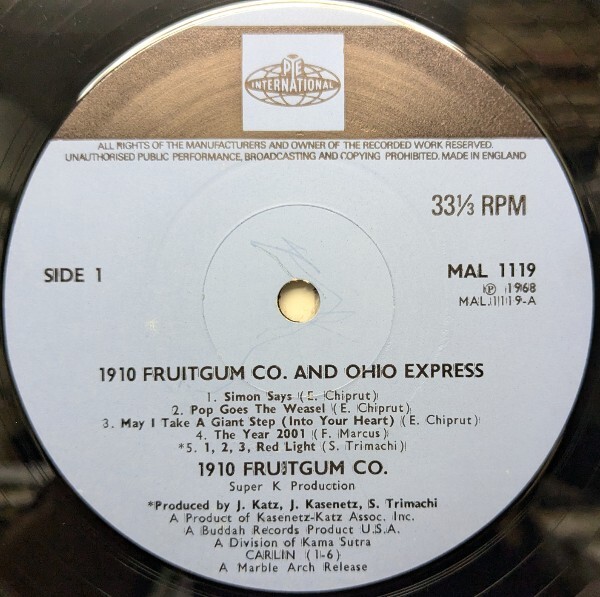 PYE
INTERNATIONAL
ALL RIGHTS OF THE MANUFACTURERS AND OWNER OF THE RECORDED WORK RESERVED.
UNAUTHORISED PUBLIC PERFORMANCE, BROADCASTING AND COPYING PROHIBITED. MADE IN ENGLAND
33⅓ RPM
SIDE 1
MAL 1119
℗ 1968
MAL.1119-A
1910 FRUITGUM CO. AND OHIO EXPRESS
1. Simon Says (E. Chiprut)
2. Pop Goes The Weasel (E. Chiprut)
3. May I Take A Giant Step (Into Your Heart) (E. Chiprut)
4. The Year 2001 (F. Marcus)
*5. 1, 2, 3, Red Light (S. Trimachi)
1910 FRUITGUM CO.
Super K Production
*Produced by J. Katz, J. Kasenetz, S. Trimachi
A Product of Kasenetz-Katz Assoc. Inc.
A Buddah Records Product U.S.A.
A Division of Kama Sutra
CARLIN (1-6)
A Marble Arch Release